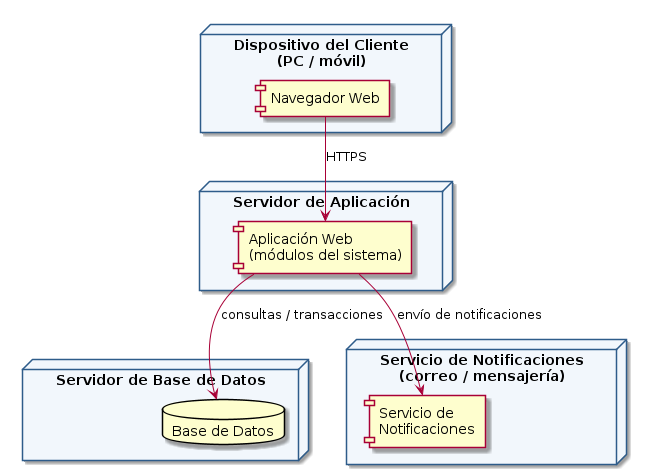 Dispositivo del Cliente
(PC / móvil)
Navegador Web
HTTPS
Servidor de Aplicación
Aplicación Web
(módulos del sistema)
consultas / transacciones
envío de notificaciones
Servidor de Base de Datos
Base de Datos
Servicio de Notificaciones
(correo / mensajería)
Servicio de
Notificaciones